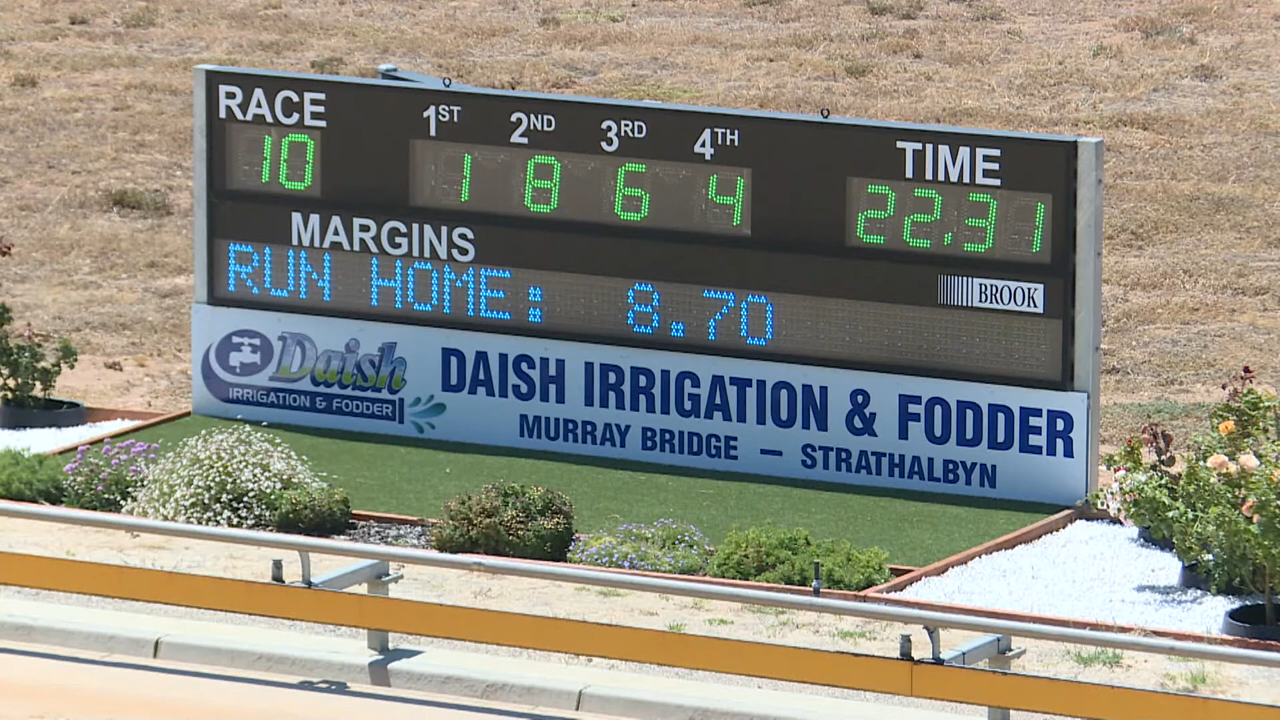 RACE 1ST 2ND 3RD 4TH TIME
10 1 8 6 4 22.31
MARGINS
BROOK
RUN HOME: 8.70
Daish
IRRIGATION & FODDER
DAISH IRRIGATION & FODDER
MURRAY BRIDGE – STRATHALBYN